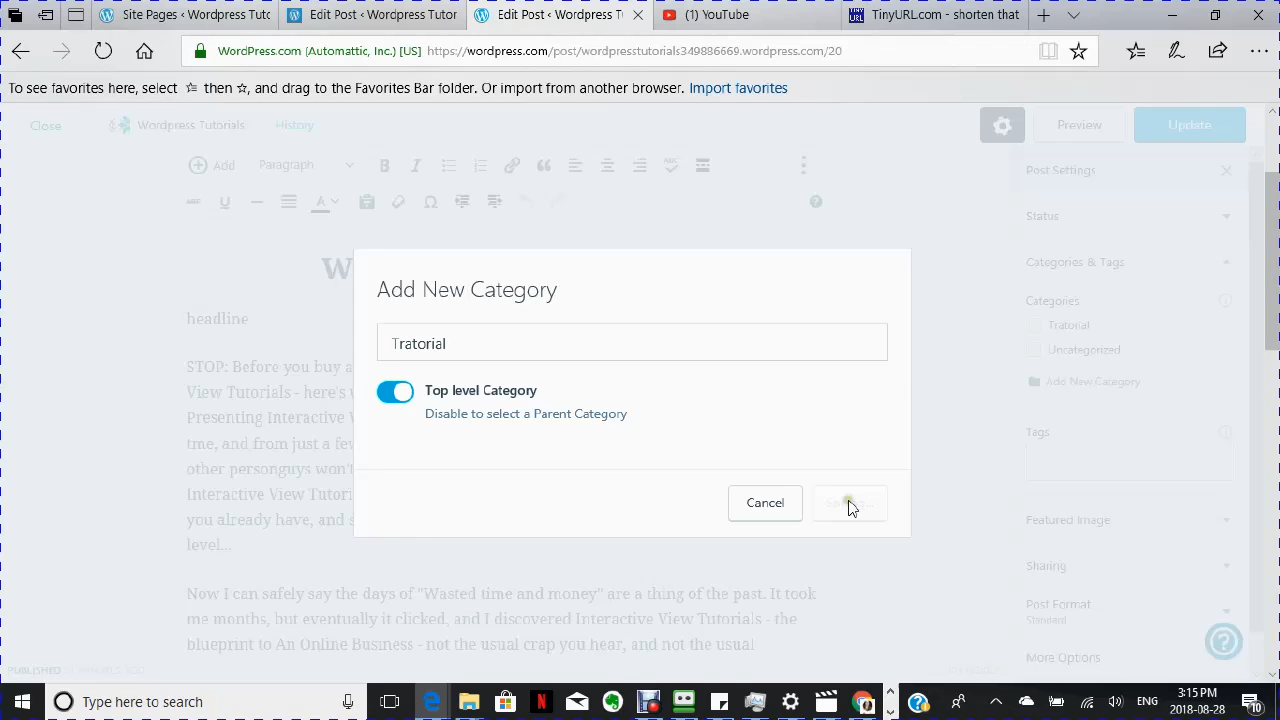 Site Pages ‹ Wordpress Tuto
Edit Post ‹ Wordpress Tutor
Edit Post ‹ Wordpress T
(1) YouTube
TinyURL.com - shorten that
WordPress.com (Automattic, Inc.) [US] https://wordpress.com/post/wordpresstutorials349886669.wordpress.com/20
To see favorites here, select then ☆, and drag to the Favorites Bar folder. Or import from another browser. Import favorites
Close
Wordpress Tutorials
History
Preview
Update
Add
Paragraph
B I
ABC
U
A
Post Settings
Status
Categories & Tags
Categories
Tratorial
Uncategorized
Add New Category
Tags
Featured Image
Sharing
Post Format
Standard
More Options
W
headline
STOP: Before you buy a
View Tutorials - here's
Presenting Interactive
tme, and from just a fe
other personguys won't
Interactive View Tutori
you already have, and s
level...
Now I can safely say the days of "Wasted time and money" are a thing of the past. It took
me months, but eventually it clicked, and I discovered Interactive View Tutorials - the
blueprint to An Online Business - not the usual crap you hear, and not the usual
Add New Category
Tratorial
Top level Category
Disable to select a Parent Category
Cancel
PUBLISHED
Type here to search
ENG
3:15 PM
2018-08-28
10